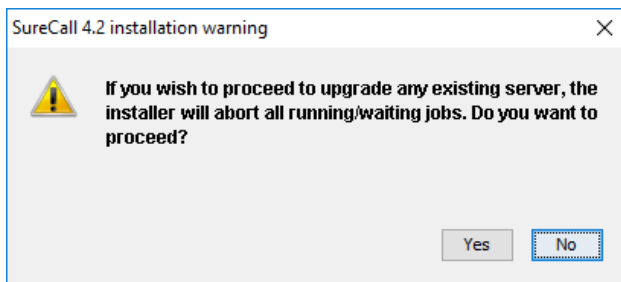 SureCall 4.2 installation warning
If you wish to proceed to upgrade any existing server, the
installer will abort all running/waiting jobs. Do you want to
proceed?
Yes
No